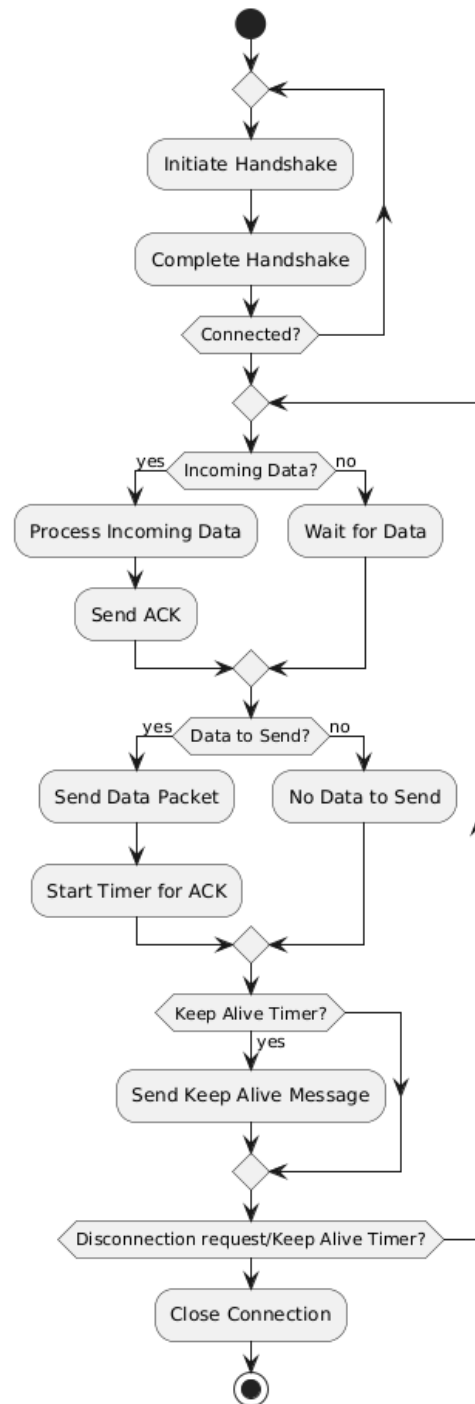 Initiate Handshake
Complete Handshake
Connected?
yes Incoming Data? no
Process Incoming Data Wait for Data
Send ACK
yes Data to Send? no
Send Data Packet No Data to Send
Start Timer for ACK
Keep Alive Timer?
yes
Send Keep Alive Message
Disconnection request/Keep Alive Timer?
Close Connection